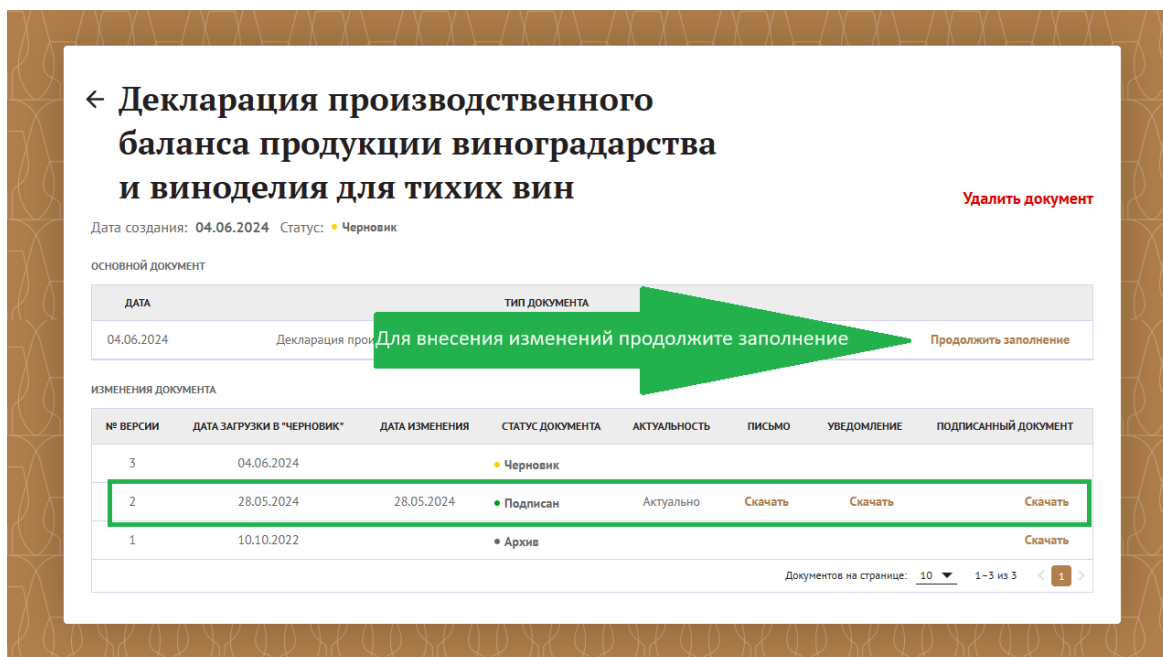 ← Декларация производственного
баланса продукции виноградарства
и виноделия для тихих вин
Удалить документ
Дата создания: 04.06.2024 Статус: • Черновик
ОСНОВНОЙ ДОКУМЕНТ
ДАТА ТИП ДОКУМЕНТА
04.06.2024 Декларация прои Для внесения изменений продолжите заполнение Продолжить заполнение
ИЗМЕНЕНИЯ ДОКУМЕНТА
№ ВЕРСИИ ДАТА ЗАГРУЗКИ В "ЧЕРНОВИК" ДАТА ИЗМЕНЕНИЯ СТАТУС ДОКУМЕНТА АКТУАЛЬНОСТЬ ПИСЬМО УВЕДОМЛЕНИЕ ПОДПИСАННЫЙ ДОКУМЕНТ
3 04.06.2024 • Черновик
2 28.05.2024 28.05.2024 • Подписан Актуально Скачать Скачать Скачать
1 10.10.2022 • Архив Скачать
Документов на странице: 10 1–3 из 3 < 1 >